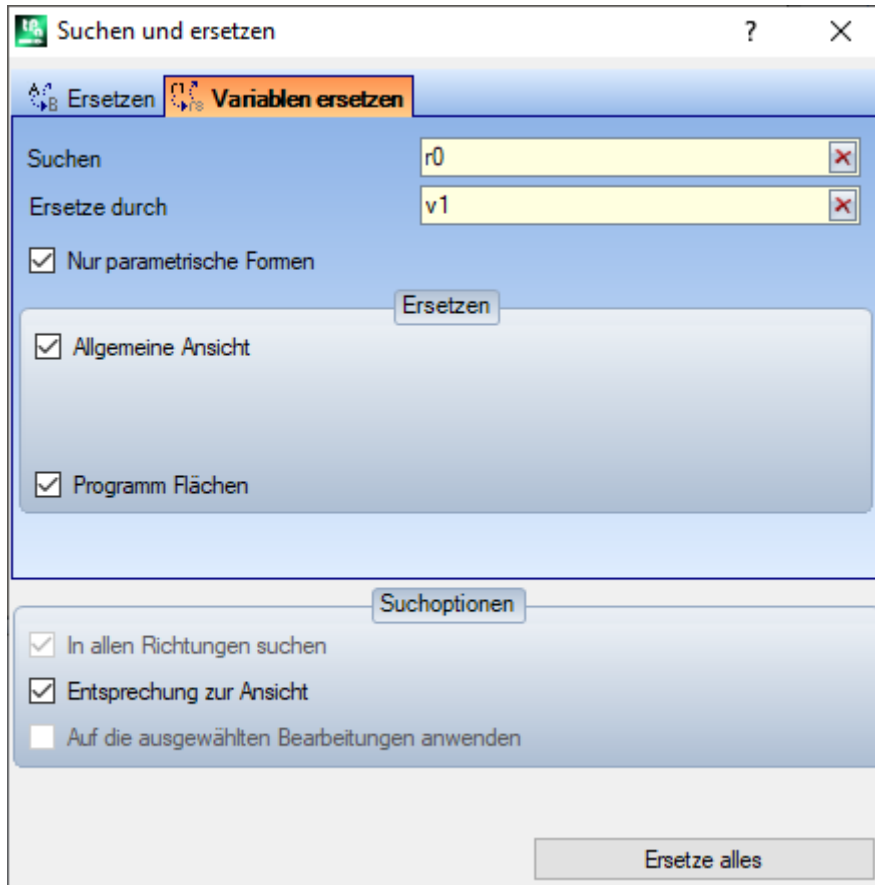 Suchen und ersetzen
Ersetzen Variablen ersetzen
Suchen r0
Ersetze durch v1
Nur parametrische Formen
Ersetzen
Allgemeine Ansicht
Programm Flächen
Suchoptionen
In allen Richtungen suchen
Entsprechung zur Ansicht
Auf die ausgewählten Bearbeitungen anwenden
Ersetze alles